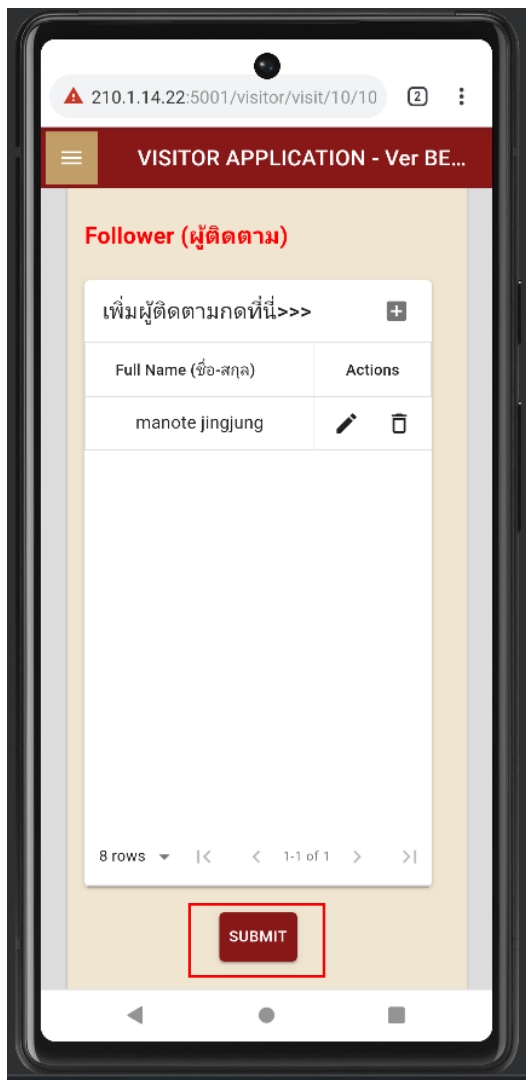 210.1.14.22:5001/visitor/visit/10/10
2
VISITOR APPLICATION - Ver BE...
Follower (ผู้ติดตาม)
เพิ่มผู้ติดตามกดที่นี่>>>
Full Name (ชื่อ-สกุล) Actions
manote jingjung
8 rows 1-1 of 1
SUBMIT